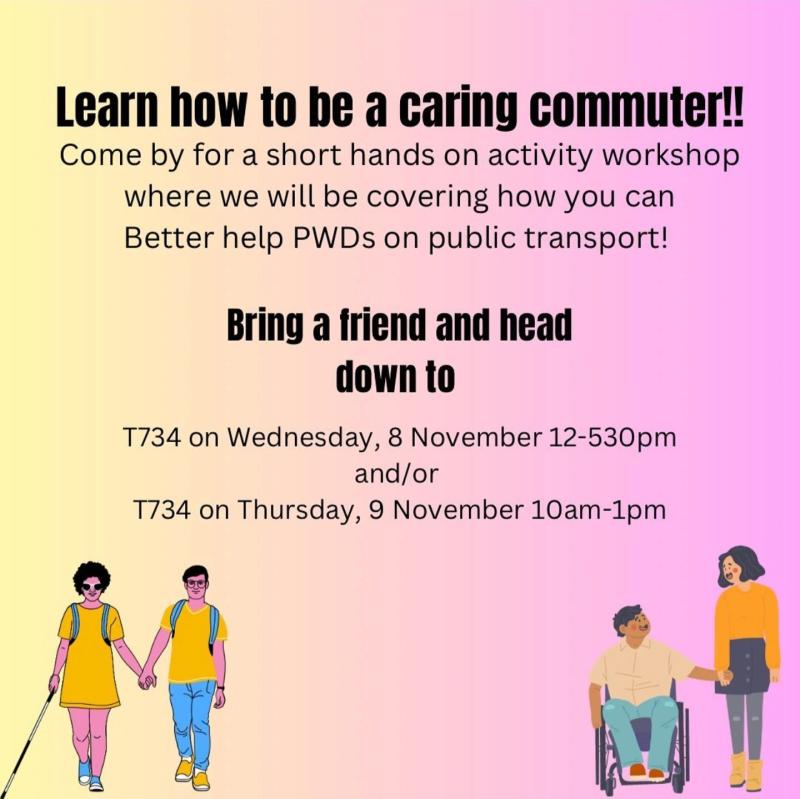 Learn how to be a caring commuter!!
Come by for a short hands on activity workshop
where we will be covering how you can
Better help PWDs on public transport!
Bring a friend and head
down to
T734 on Wednesday, 8 November 12-530pm
and/or
T734 on Thursday, 9 November 10am-1pm